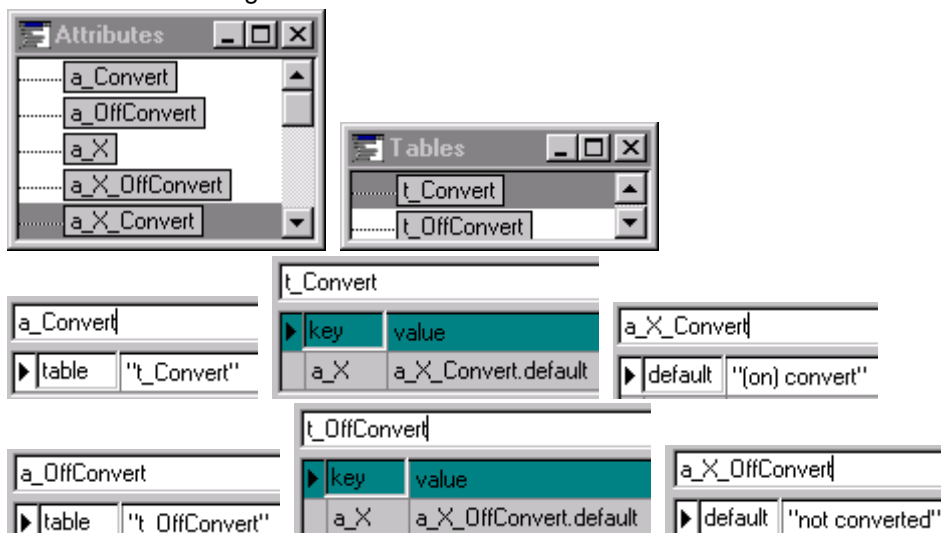 Attributes
a_Convert
a_OffConvert
a_X
a_X_OffConvert
a_X_Convert
Tables
t_Convert
t_OffConvert
a_Convert
table "t_Convert"
t_Convert
key value
a_X a_X_Convert.default
a_X_Convert
default "(on) convert"
a_OffConvert
table "t_OffConvert"
t_OffConvert
key value
a_X a_X_OffConvert.default
a_X_OffConvert
default "not converted"